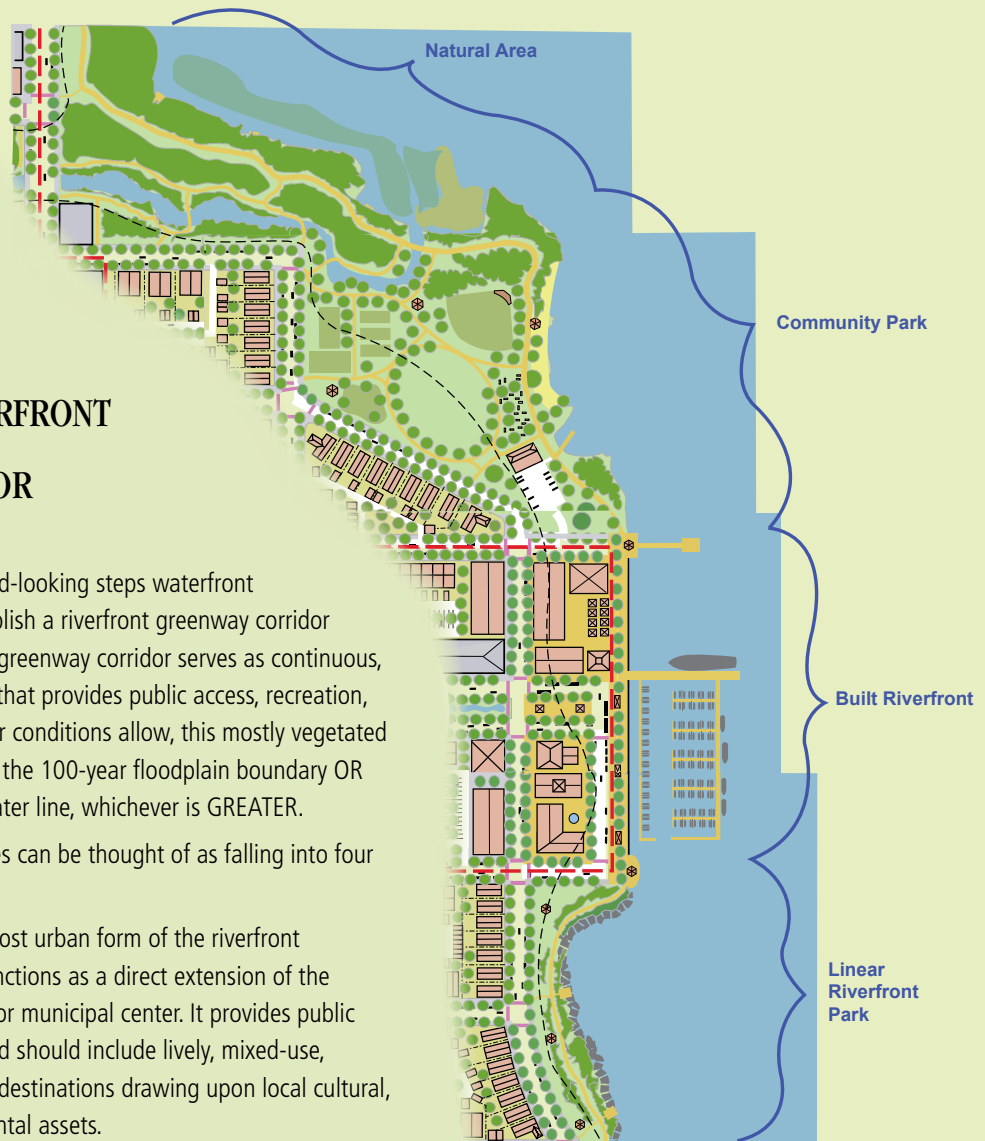 Natural Area
Community Park
RFRONT
OR
d-looking steps waterfront
lish a riverfront greenway corridor
greenway corridor serves as continuous,
that provides public access, recreation,
r conditions allow, this mostly vegetated
the 100-year floodplain boundary OR
ater line, whichever is GREATER.
es can be thought of as falling into four
ost urban form of the riverfront
nctions as a direct extension of the
or municipal center. It provides public
d should include lively, mixed-use,
destinations drawing upon local cultural,
ntal assets.
Built Riverfront
Linear
Riverfront
Park